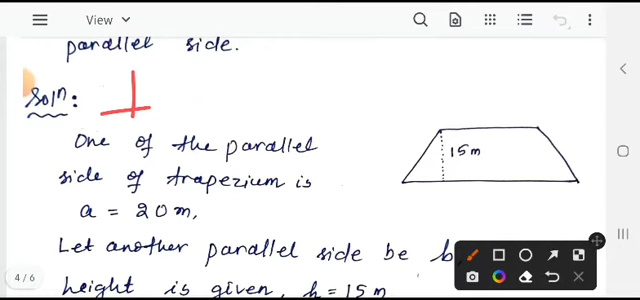 View
parallel side.
Soln:
One of the parallel
side of trapezium is
a = 20 m,
15 m
Let another parallel side be b,
height is given, h = 15 m
4 / 6